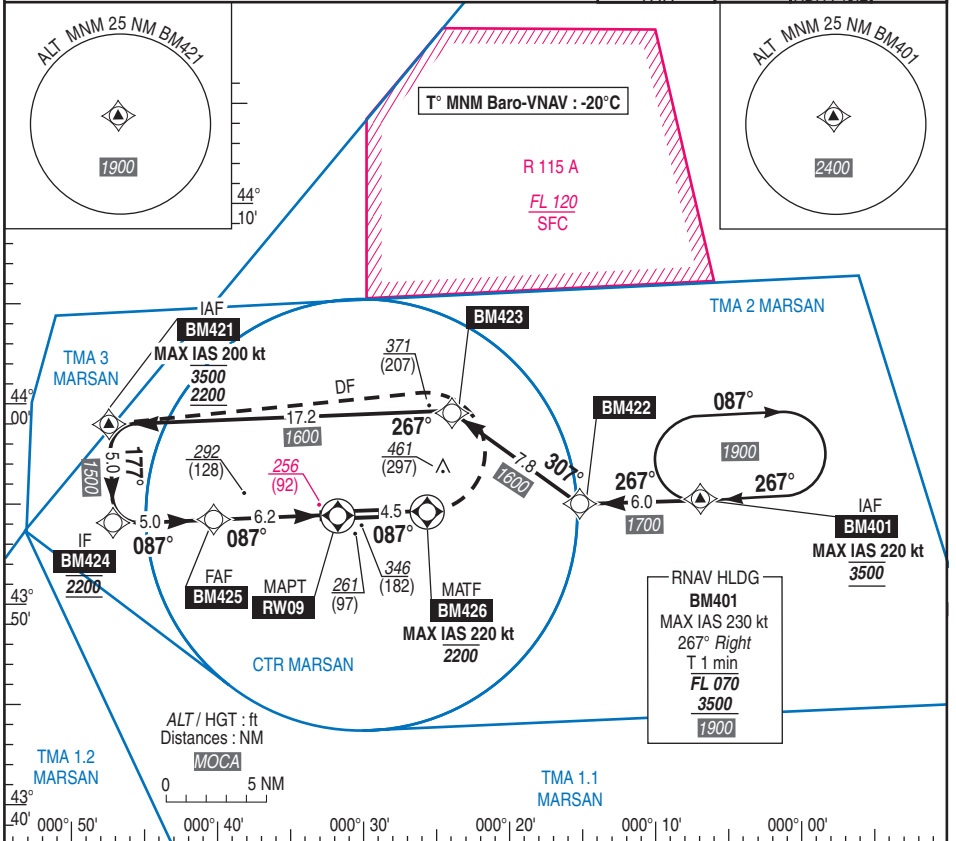 ALT MNM 25 NM BM421
1900
ALT MNM 25 NM BM401
2400
T° MNM Baro-VNAV : -20°C
R 115 A
FL 120
SFC
44°
10'
TMA 2 MARSAN
IAF
BM421
MAX IAS 200 kt
3500
2200
TMA 3
MARSAN
BM423
371
(207)
DF
44°
00'
17.2
1600
267°
BM422
087°
1900
267°
267°
6.0
1700
307°
7.8
1600
IAF
BM401
MAX IAS 220 kt
3500
177°
5.0
1500
292
(128)
461
(297)
256
(92)
5.0
087°
6.2
087°
4.5
087°
IF
BM424
2200
FAF
BM425
MAPT
RW09
261
(97)
346
(182)
MATF
BM426
MAX IAS 220 kt
2200
43°
50'
RNAV HLDG
BM401
MAX IAS 230 kt
267° Right
T 1 min
FL 070
3500
1900
CTR MARSAN
ALT / HGT : ft
Distances : NM
MOCA
0 5 NM
TMA 1.2
MARSAN
TMA 1.1
MARSAN
43°
40'
000° 50' 000° 40' 000° 30' 000° 20' 000° 10' 000° 00'